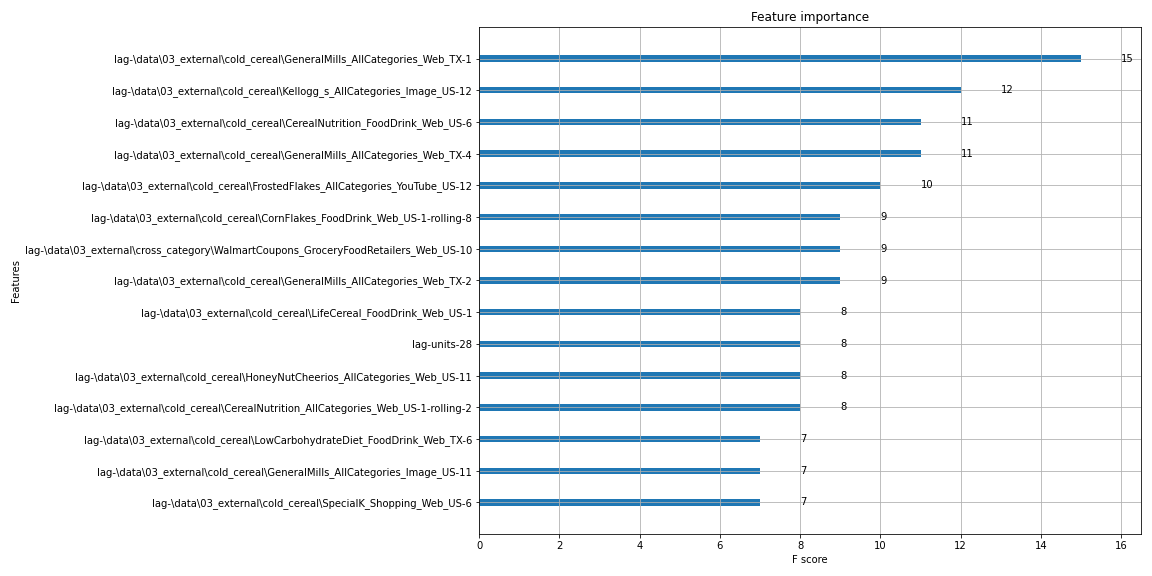 Feature importance
lag-\data\03_external\cold_cereal\GeneralMills_AllCategories_Web_TX-1 15
lag-\data\03_external\cold_cereal\Kellogg_s_AllCategories_Image_US-12 12
lag-\data\03_external\cold_cereal\CerealNutrition_FoodDrink_Web_US-6 11
lag-\data\03_external\cold_cereal\GeneralMills_AllCategories_Web_TX-4 11
lag-\data\03_external\cold_cereal\FrostedFlakes_AllCategories_YouTube_US-12 10
lag-\data\03_external\cold_cereal\CornFlakes_FoodDrink_Web_US-1-rolling-8 9
lag-\data\03_external\cross_category\WalmartCoupons_GroceryFoodRetailers_Web_US-10 9
lag-\data\03_external\cold_cereal\GeneralMills_AllCategories_Web_TX-2 9
lag-\data\03_external\cold_cereal\LifeCereal_FoodDrink_Web_US-1 8
lag-units-28 8
lag-\data\03_external\cold_cereal\HoneyNutCheerios_AllCategories_Web_US-11 8
lag-\data\03_external\cold_cereal\CerealNutrition_AllCategories_Web_US-1-rolling-2 8
lag-\data\03_external\cold_cereal\LowCarbohydrateDiet_FoodDrink_Web_TX-6 7
lag-\data\03_external\cold_cereal\GeneralMills_AllCategories_Image_US-11 7
lag-\data\03_external\cold_cereal\SpecialK_Shopping_Web_US-6 7
Features
0 2 4 6 8 10 12 14 16
F score